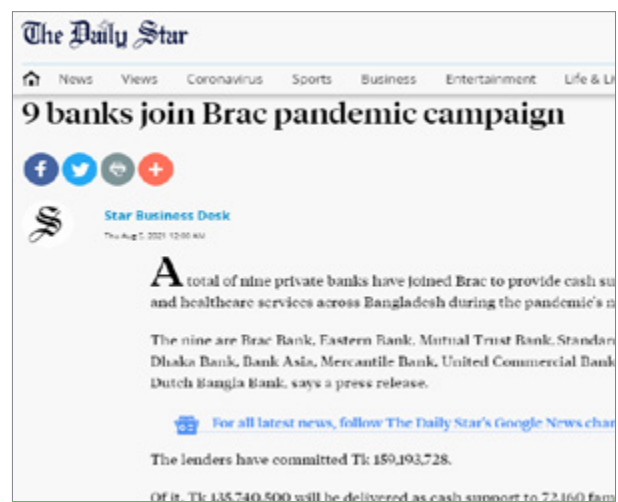 The Daily Star
News Views Coronavirus Sports Business Entertainment Life & Li
9 banks join Brac pandemic campaign
Star Business Desk
Thu Aug 5, 2021 12:00 AM
A total of nine private banks have joined Brac to provide cash su
and healthcare services across Bangladesh during the pandemic's n
The nine are Brac Bank, Eastern Bank, Mutual Trust Bank, Standar
Dhaka Bank, Bank Asia, Mercantile Bank, United Commercial Bank
Dutch Bangla Bank, says a press release.
For all latest news, follow The Daily Star's Google News chan
The lenders have committed Tk 159,193,728.
Of it, Tk 135,740,500 will be delivered as cash support to 72,160 fam